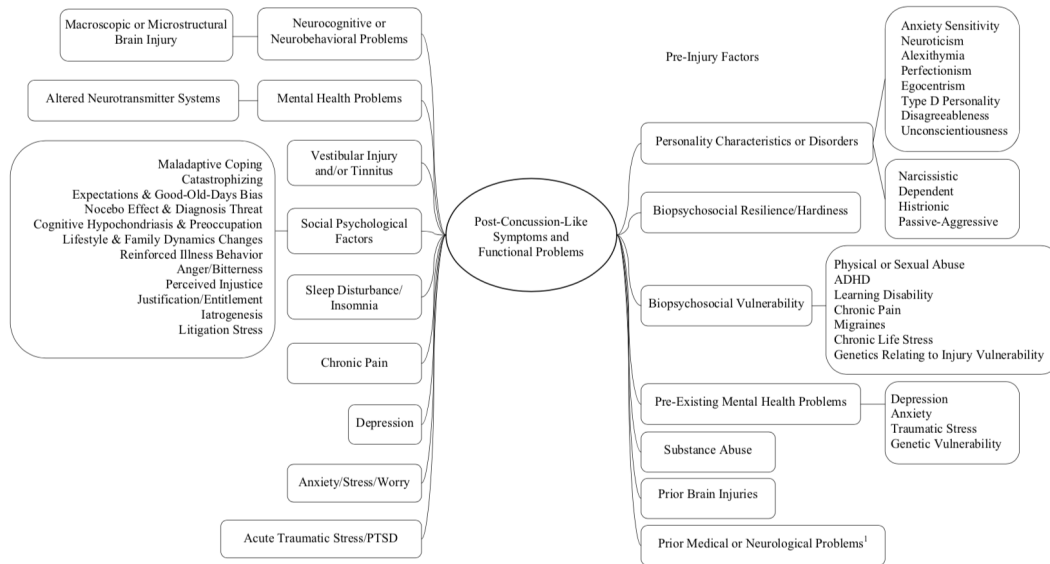 Macroscopic or Microstructural
Brain Injury
Neurocognitive or
Neurobehavioral Problems
Altered Neurotransmitter Systems
Mental Health Problems
Vestibular Injury
and/or Tinnitus
Maladaptive Coping
Catastrophizing
Expectations & Good-Old-Days Bias
Nocebo Effect & Diagnosis Threat
Cognitive Hypochondriasis & Preoccupation
Lifestyle & Family Dynamics Changes
Reinforced Illness Behavior
Anger/Bitterness
Perceived Injustice
Justification/Entitlement
Iatrogenesis
Litigation Stress
Social Psychological
Factors
Sleep Disturbance/
Insomnia
Chronic Pain
Depression
Anxiety/Stress/Worry
Acute Traumatic Stress/PTSD
Post-Concussion-Like
Symptoms and
Functional Problems
Pre-Injury Factors
Personality Characteristics or Disorders
Anxiety Sensitivity
Neuroticism
Alexithymia
Perfectionism
Egocentrism
Type D Personality
Disagreeableness
Unconscientiousness
Narcissistic
Dependent
Histrionic
Passive-Aggressive
Biopsychosocial Resilience/Hardiness
Biopsychosocial Vulnerability
Physical or Sexual Abuse
ADHD
Learning Disability
Chronic Pain
Migraines
Chronic Life Stress
Genetics Relating to Injury Vulnerability
Pre-Existing Mental Health Problems
Depression
Anxiety
Traumatic Stress
Genetic Vulnerability
Substance Abuse
Prior Brain Injuries
Prior Medical or Neurological Problems¹